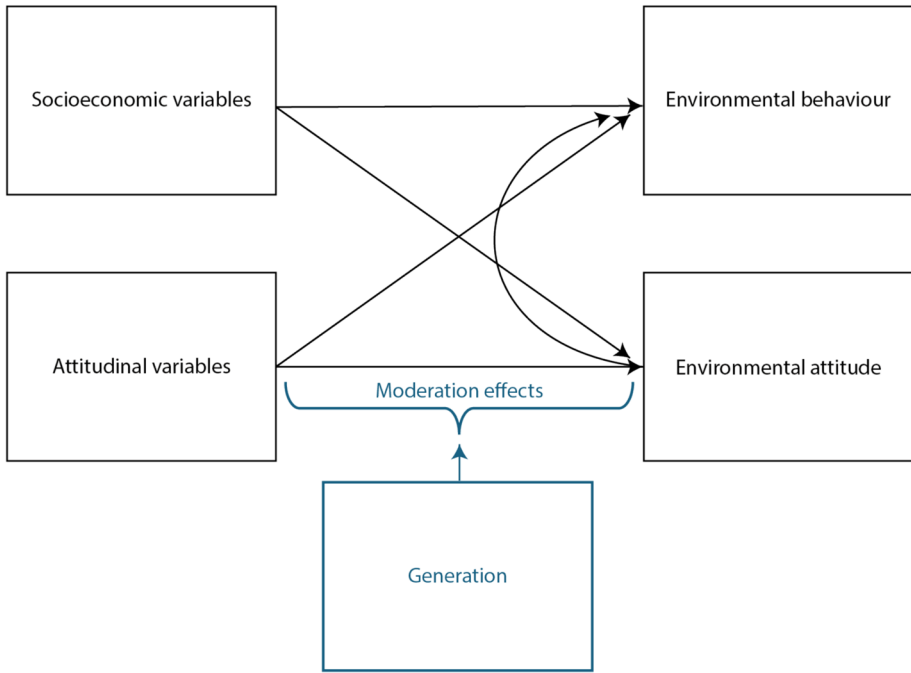 Socioeconomic variables
Environmental behaviour
Attitudinal variables
Environmental attitude
Moderation effects
Generation